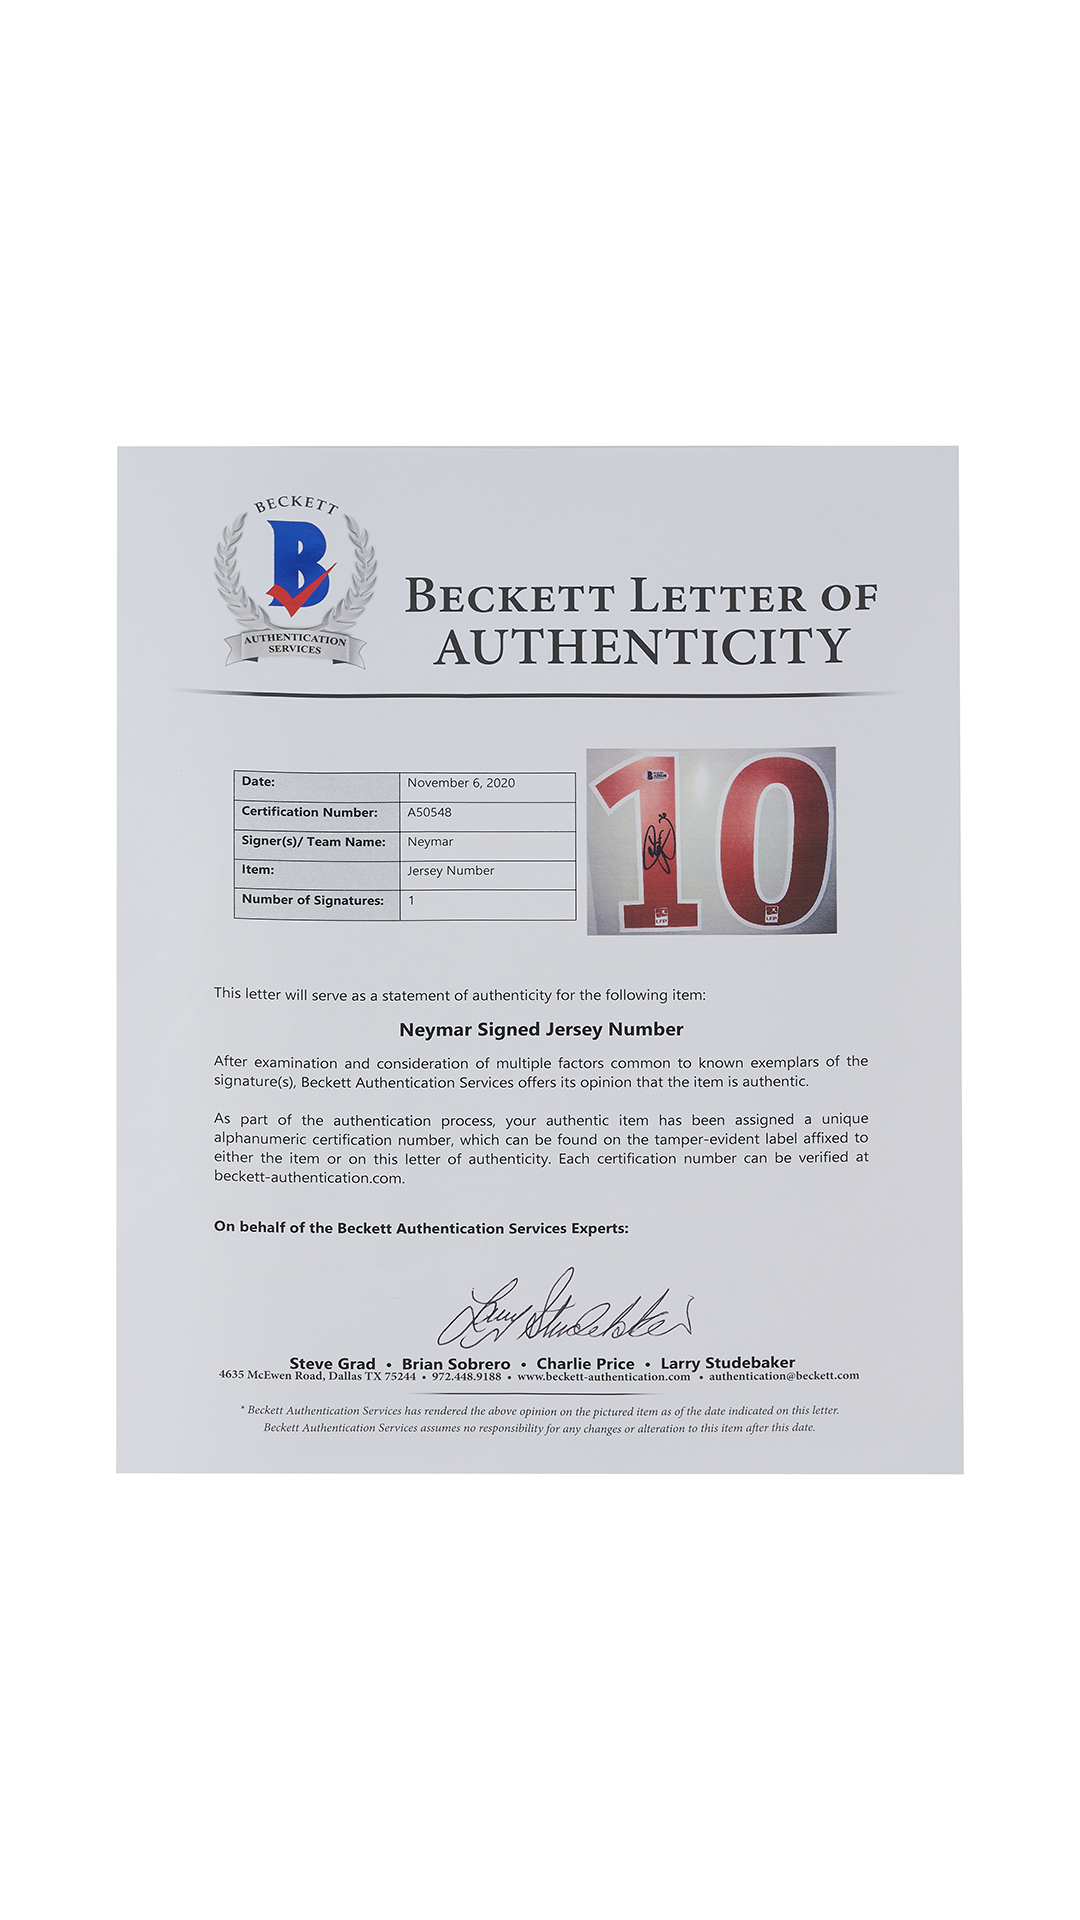 BECKETT
B
AUTHENTICATION
SERVICES
BECKETT LETTER OF
AUTHENTICITY
Date: November 6, 2020
Certification Number: A50548
Signer(s)/ Team Name: Neymar
Item: Jersey Number
Number of Signatures: 1
10
LFP LFP
This letter will serve as a statement of authenticity for the following item:
Neymar Signed Jersey Number
After examination and consideration of multiple factors common to known exemplars of the
signature(s), Beckett Authentication Services offers its opinion that the item is authentic.
As part of the authentication process, your authentic item has been assigned a unique
alphanumeric certification number, which can be found on the tamper-evident label affixed to
either the item or on this letter of authenticity. Each certification number can be verified at
beckett-authentication.com.
On behalf of the Beckett Authentication Services Experts:
Larry Studebaker
Steve Grad • Brian Sobrero • Charlie Price • Larry Studebaker
4635 McEwen Road, Dallas TX 75244 • 972.448.9188 • www.beckett-authentication.com • authentication@beckett.com
* Beckett Authentication Services has rendered the above opinion on the pictured item as of the date indicated on this letter.
Beckett Authentication Services assumes no responsibility for any changes or alteration to this item after this date.